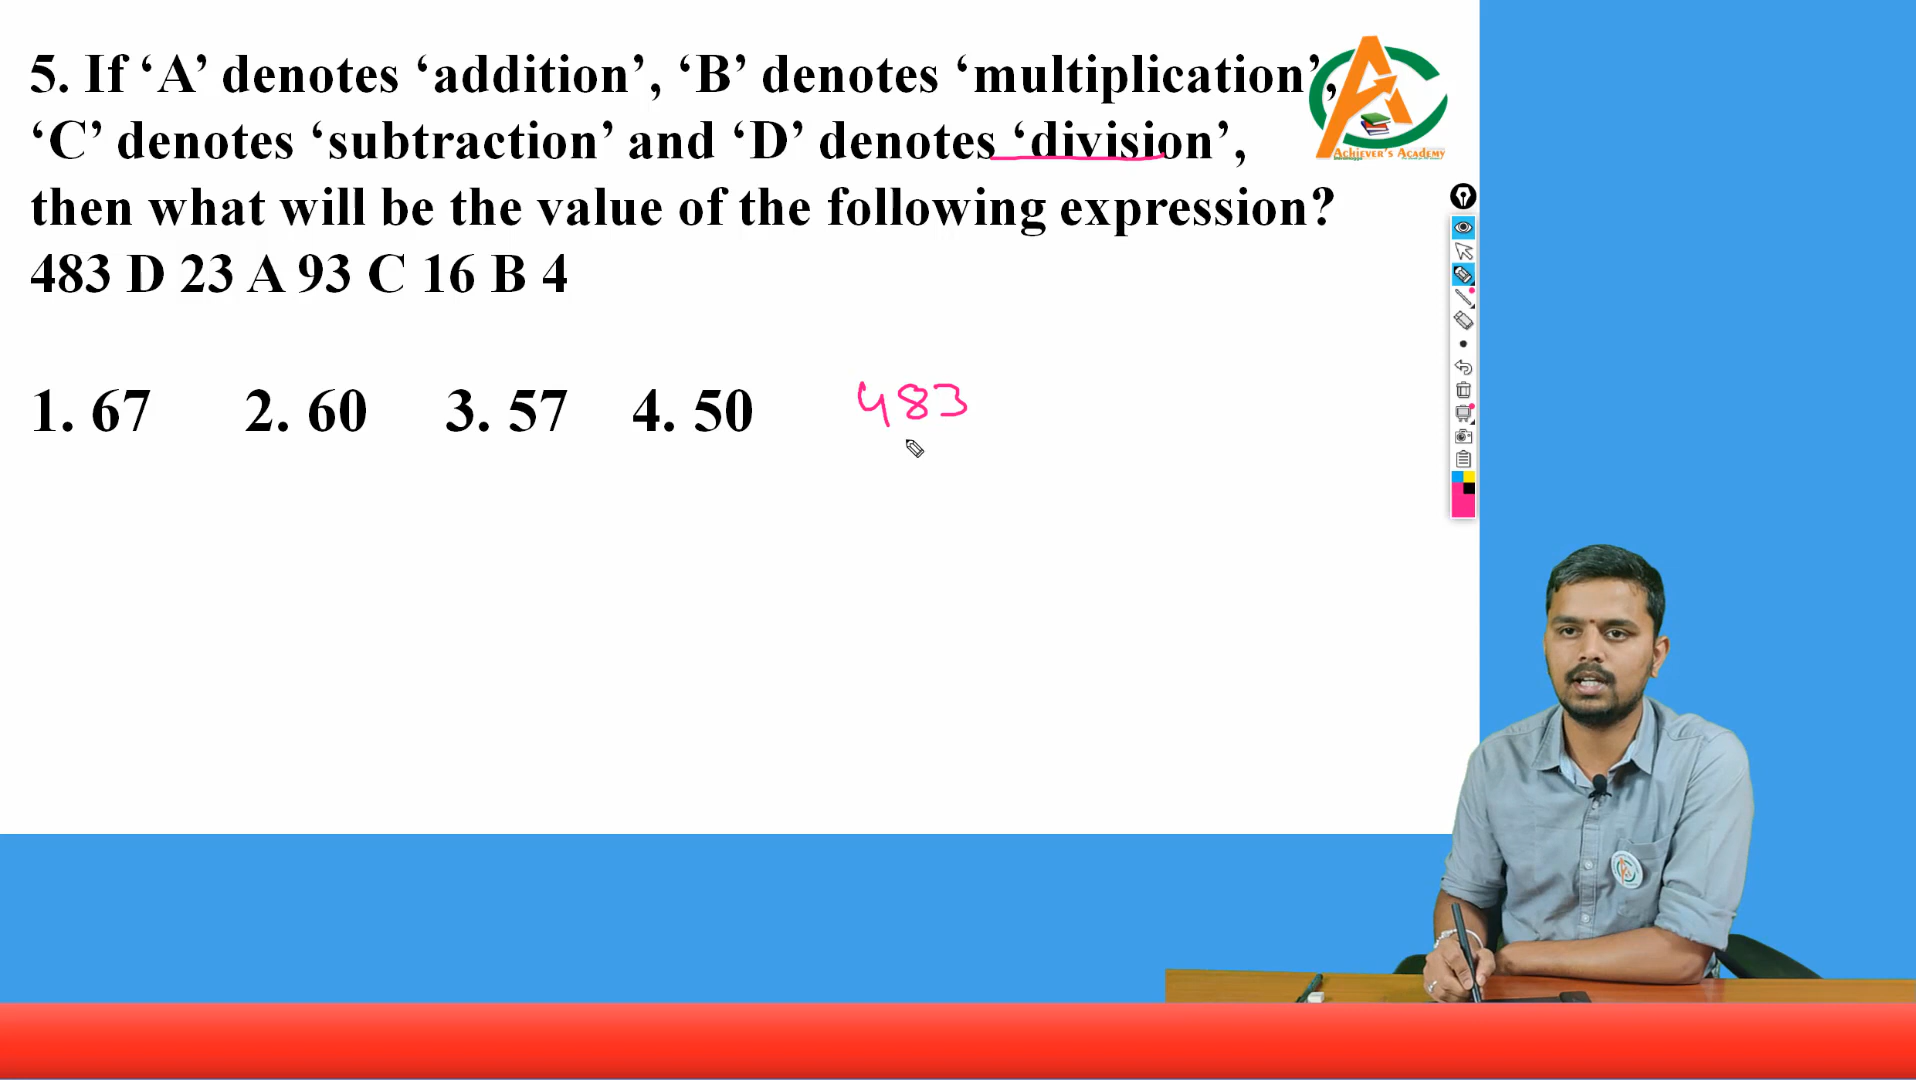 5. If ‘A’ denotes ‘addition’, ‘B’ denotes ‘multiplication’,
‘C’ denotes ‘subtraction’ and ‘D’ denotes ‘division’,
then what will be the value of the following expression?
483 D 23 A 93 C 16 B 4
1. 67 2. 60 3. 57 4. 50
483
ACHIEVER'S ACADEMY